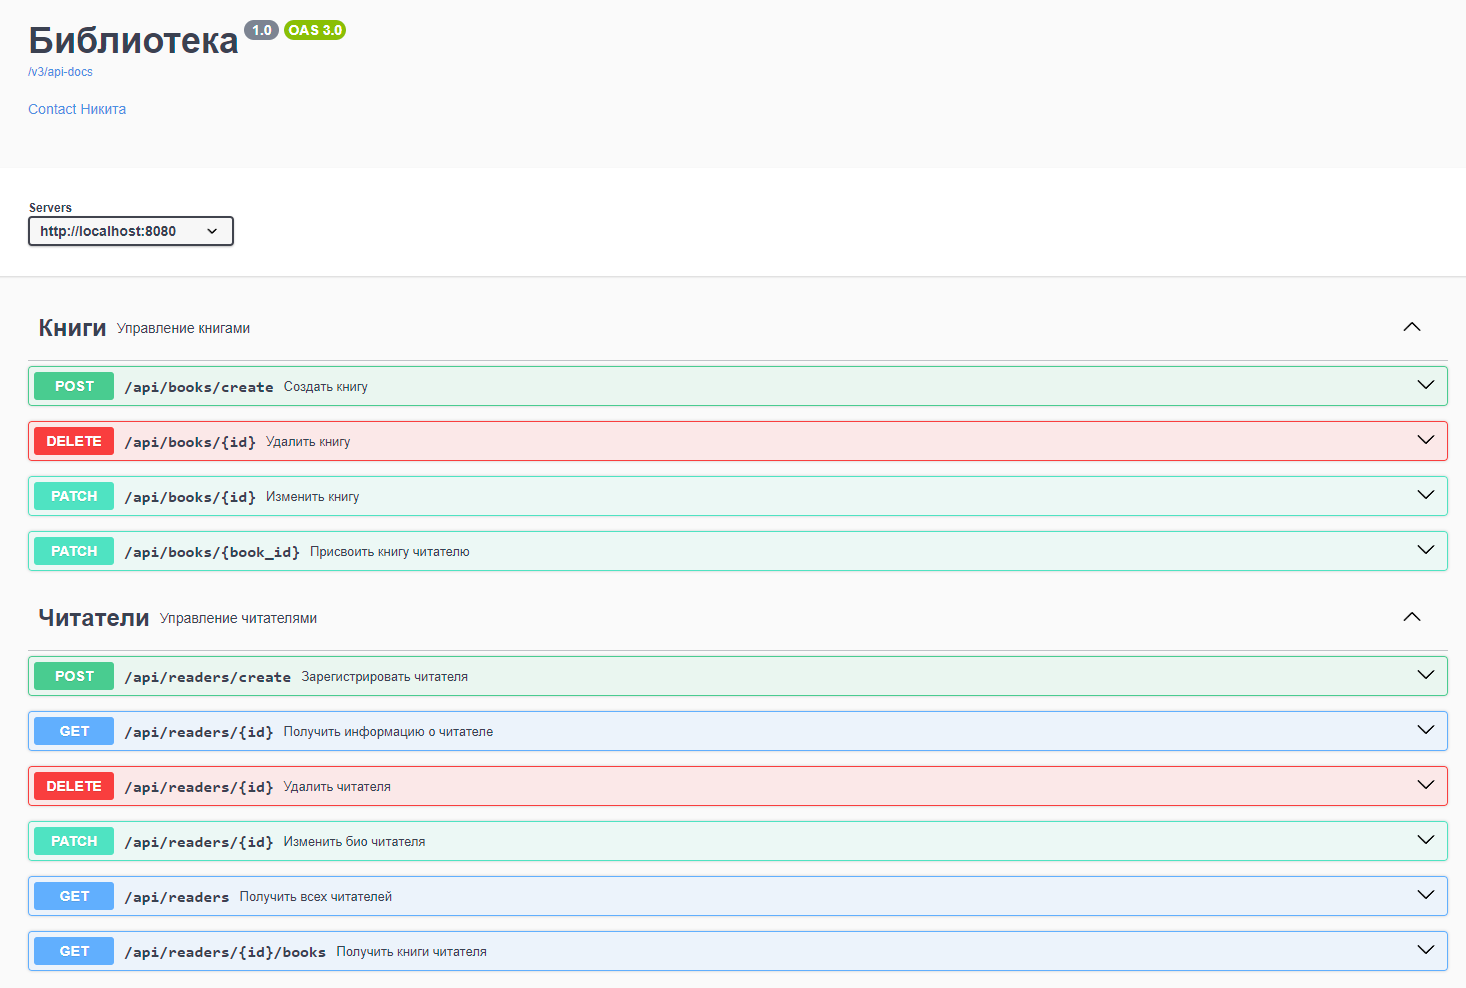 Библиотека 1.0 OAS 3.0
/v3/api-docs
Contact Никита
Servers
http://localhost:8080
Книги Управление книгами
POST /api/books/create Создать книгу
DELETE /api/books/{id} Удалить книгу
PATCH /api/books/{id} Изменить книгу
PATCH /api/books/{book_id} Присвоить книгу читателю
Читатели Управление читателями
POST /api/readers/create Зарегистрировать читателя
GET /api/readers/{id} Получить информацию о читателе
DELETE /api/readers/{id} Удалить читателя
PATCH /api/readers/{id} Изменить био читателя
GET /api/readers Получить всех читателей
GET /api/readers/{id}/books Получить книги читателя